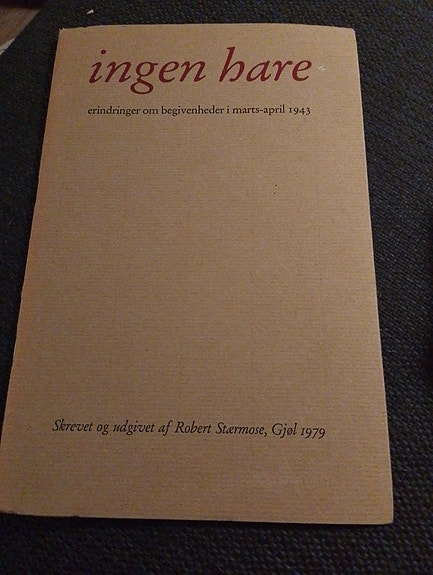 ingen hare
erindringer om begivenheder i marts-april 1943
Skrevet og udgivet af Robert Stærmose, Gjøl 1979